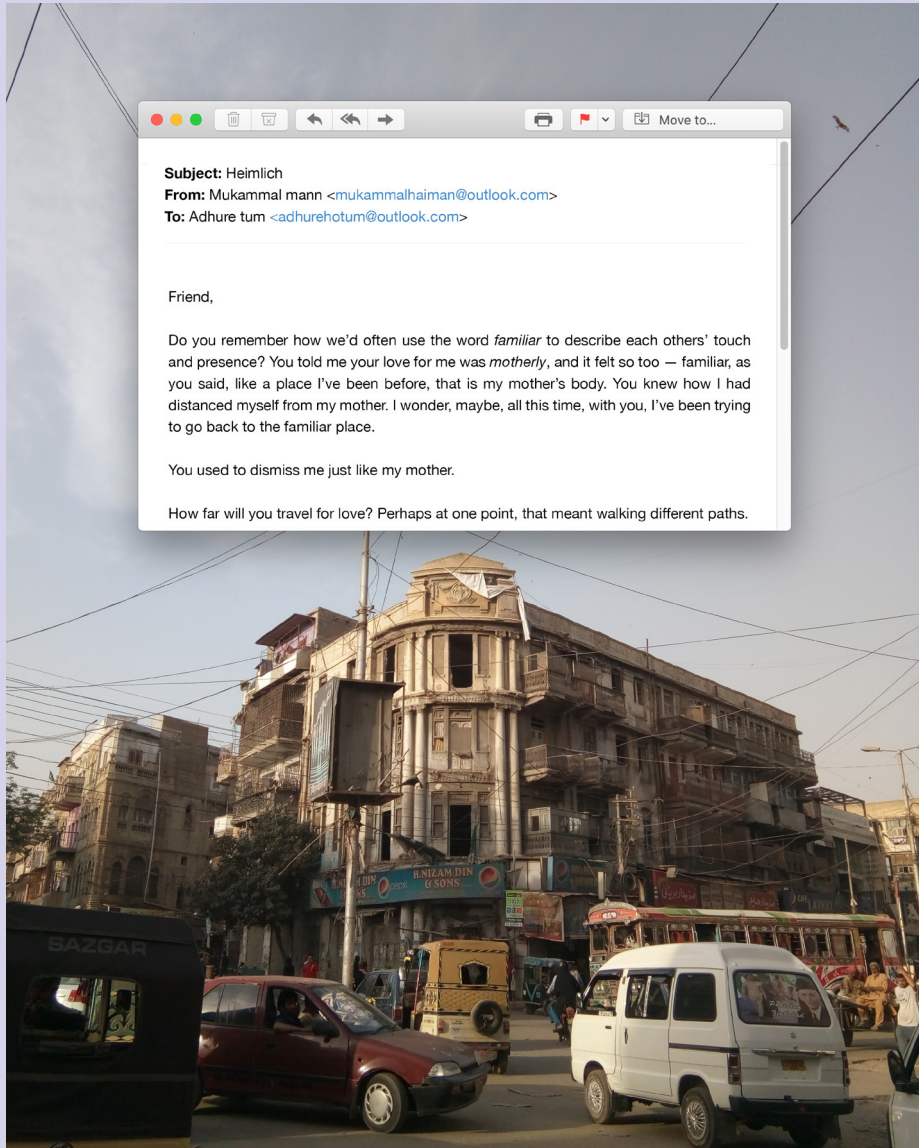 Move to...
Subject: Heimlich
From: Mukammal mann <mukammalhaiman@outlook.com>
To: Adhure tum <adhurehotum@outlook.com>
Friend,
Do you remember how we’d often use the word familiar to describe each others’ touch
and presence? You told me your love for me was motherly, and it felt so too — familiar, as
you said, like a place I’ve been before, that is my mother’s body. You knew how I had
distanced myself from my mother. I wonder, maybe, all this time, with you, I’ve been trying
to go back to the familiar place.
You used to dismiss me just like my mother.
How far will you travel for love? Perhaps at one point, that meant walking different paths.
H.NIZAM DIN
& SONS
SAZGAR